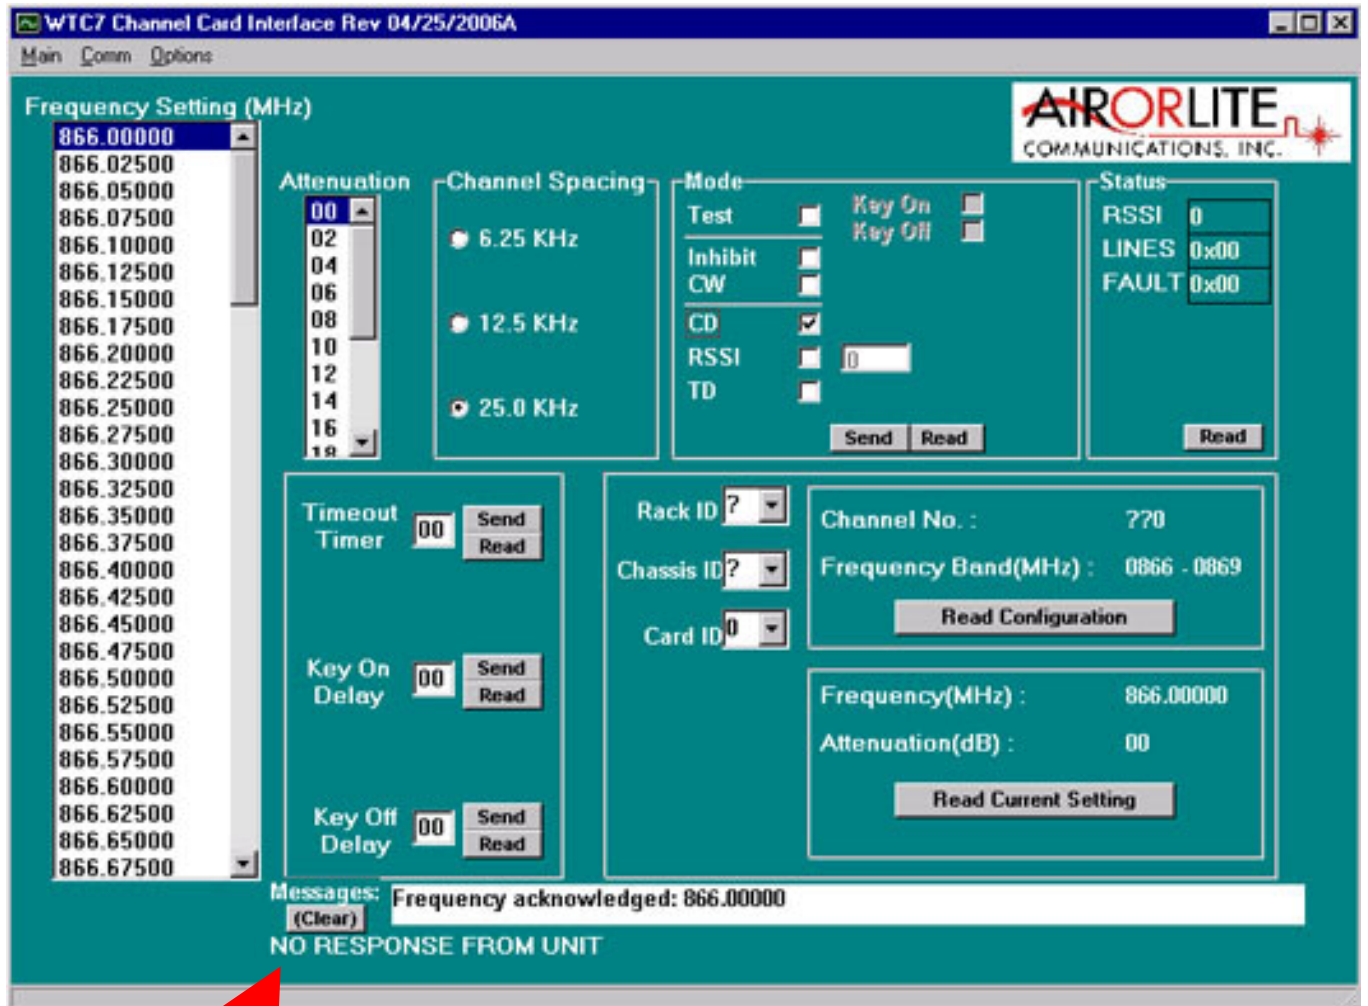 WTC7 Channel Card Interface Rev 04/25/2006A
Main Comm Options
AIRORLITE
COMMUNICATIONS, INC.
Frequency Setting (MHz)
866.00000
866.02500
866.05000
866.07500
866.10000
866.12500
866.15000
866.17500
866.20000
866.22500
866.25000
866.27500
866.30000
866.32500
866.35000
866.37500
866.40000
866.42500
866.45000
866.47500
866.50000
866.52500
866.55000
866.57500
866.60000
866.62500
866.65000
866.67500
Attenuation
00
02
04
06
08
10
12
14
16
18
Channel Spacing
6.25 KHz
12.5 KHz
25.0 KHz
Mode
Test
Key On
Key Off
Inhibit
CW
CD
RSSI 0
TD
Send Read
Status
RSSI 0
LINES 0x00
FAULT 0x00
Read
Timeout
Timer
00
Send
Read
Key On
Delay
00
Send
Read
Key Off
Delay
00
Send
Read
Rack ID ?
Chassis ID ?
Card ID 0
Channel No. : ??0
Frequency Band(MHz) : 0866 - 0869
Read Configuration
Frequency(MHz) : 866.00000
Attenuation(dB) : 00
Read Current Setting
Messages:
(Clear)
Frequency acknowledged: 866.00000
NO RESPONSE FROM UNIT